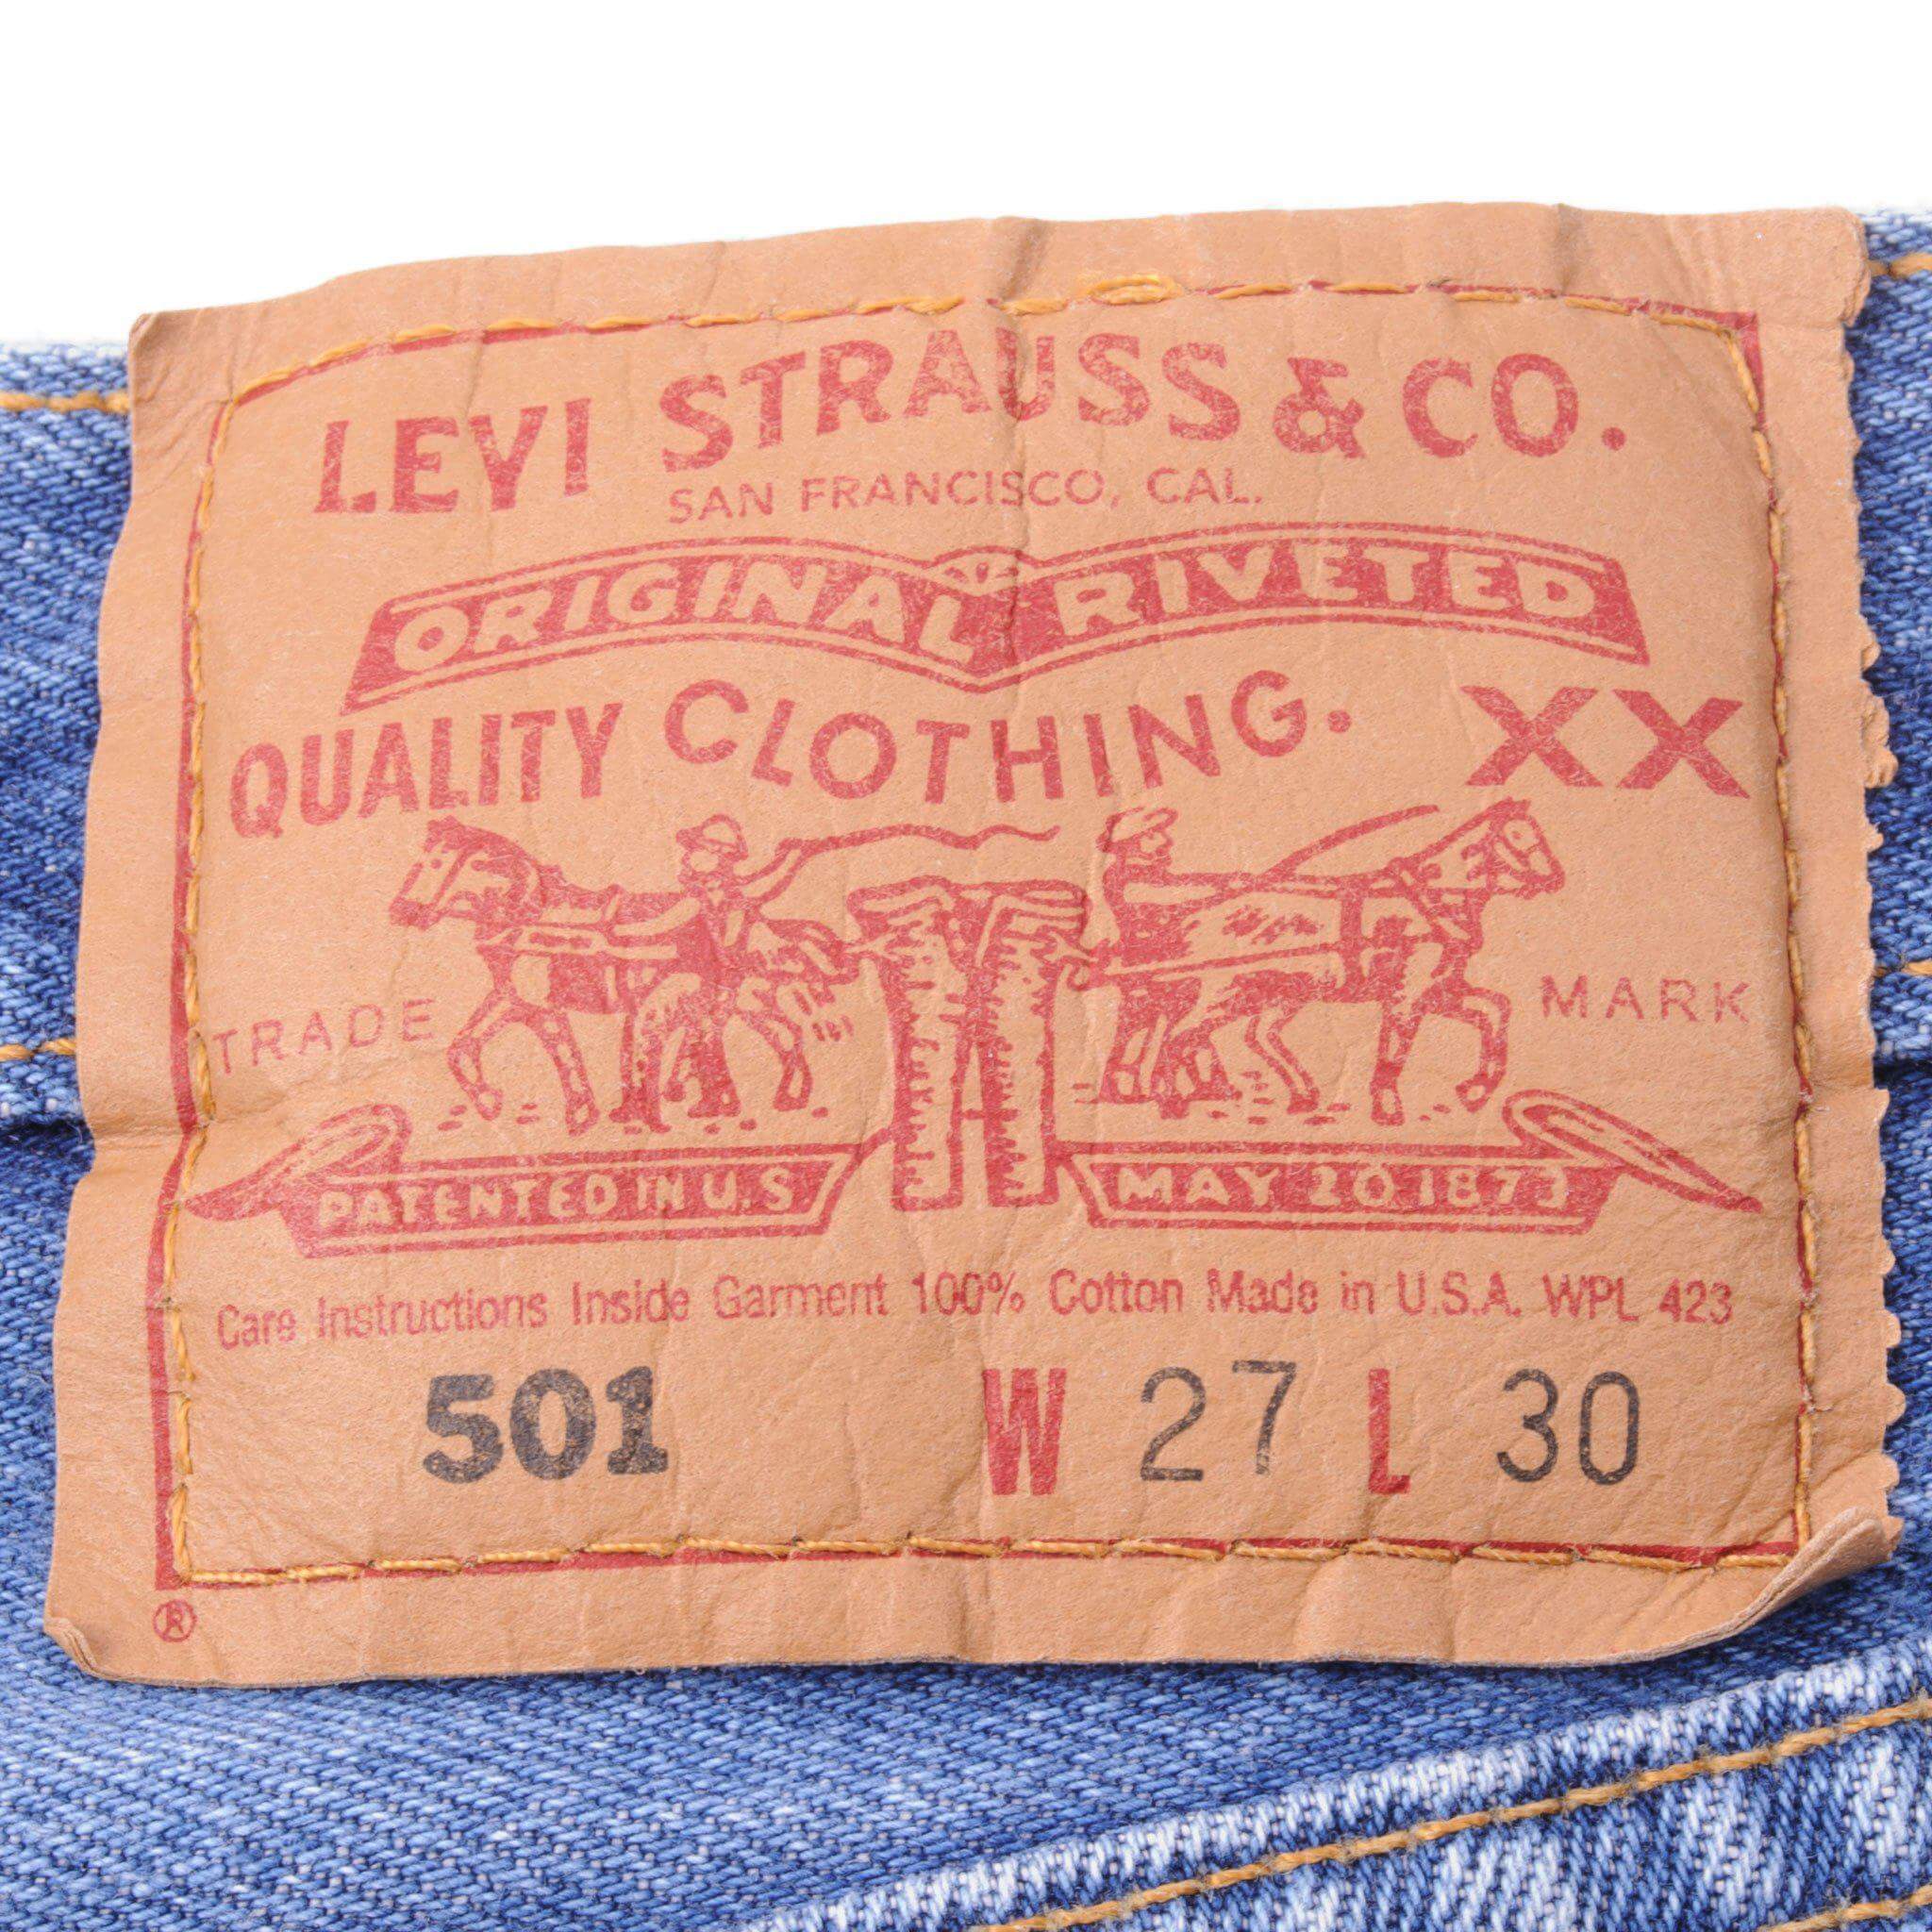 LEVI STRAUSS & CO.
SAN FRANCISCO, CAL.
ORIGINAL RIVETED
QUALITY CLOTHING. XX
TRADE MARK
PATENTED IN U.S MAY 20 1873
Care Instructions Inside Garment 100% Cotton Made in U.S.A. WPL 423
501 W 27 L 30
®